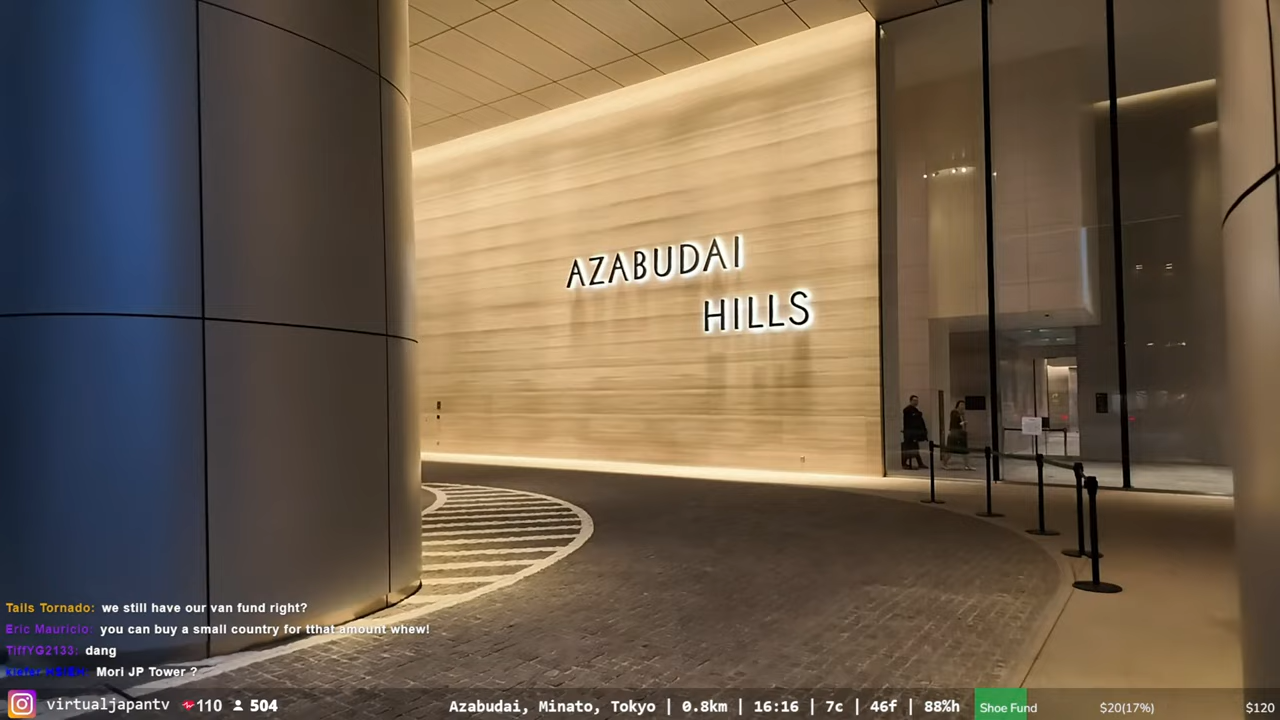 AZABUDAI
HILLS
Tails Tornado: we still have our van fund right?
Eric Mauricio: you can buy a small country for tthat amount whew!
TiffYG2133: dang
Mori JP Tower ?
virtualjapantv 110 504
Azabudai, Minato, Tokyo | 0.8km | 16:16 | 7c | 46f | 88%h
Shoe Fund $20(17%) $120